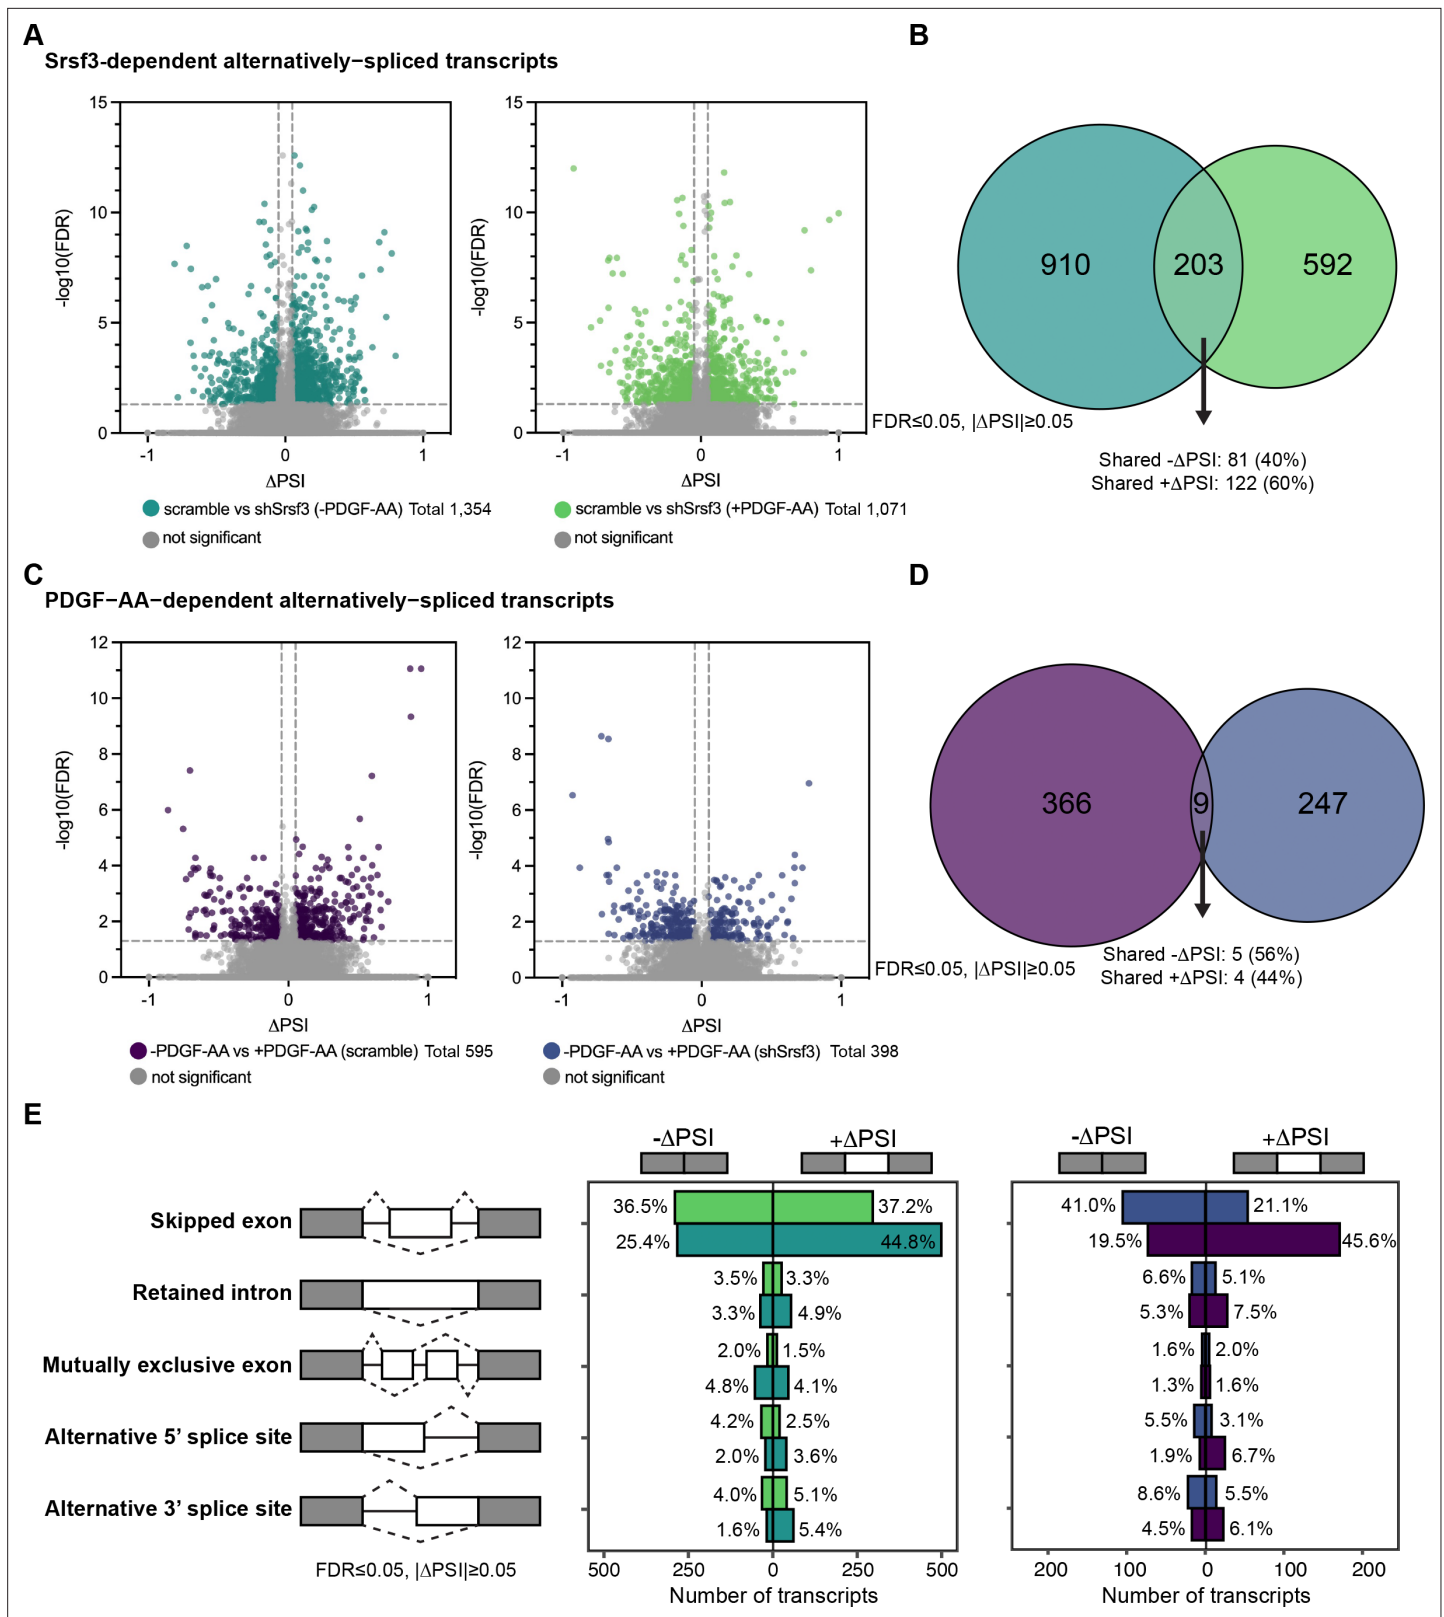 A
Srsf3-dependent alternatively−spliced transcripts
15
10
5
0
-log10(FDR)
-1
0
1
ΔPSI
scramble vs shSrsf3 (-PDGF-AA) Total 1,354
not significant
15
10
5
0
-log10(FDR)
-1
0
1
ΔPSI
scramble vs shSrsf3 (+PDGF-AA) Total 1,071
not significant
FDR≤0.05, |ΔPSI|≥0.05
B
910
203
592
Shared -ΔPSI: 81 (40%)
Shared +ΔPSI: 122 (60%)
C
PDGF−AA−dependent alternatively−spliced transcripts
12
10
8
6
4
2
0
-log10(FDR)
-1
0
1
ΔPSI
-PDGF-AA vs +PDGF-AA (scramble) Total 595
not significant
12
10
8
6
4
2
0
-log10(FDR)
-1
0
1
ΔPSI
-PDGF-AA vs +PDGF-AA (shSrsf3) Total 398
not significant
FDR≤0.05, |ΔPSI|≥0.05
D
366
9
247
Shared -ΔPSI: 5 (56%)
Shared +ΔPSI: 4 (44%)
E
Skipped exon
Retained intron
Mutually exclusive exon
Alternative 5’ splice site
Alternative 3’ splice site
FDR≤0.05, |ΔPSI|≥0.05
-ΔPSI
+ΔPSI
36.5%
37.2%
25.4%
44.8%
3.5%
3.3%
3.3%
4.9%
2.0%
1.5%
4.8%
4.1%
4.2%
2.5%
2.0%
3.6%
4.0%
5.1%
1.6%
5.4%
500
250
0
250
500
Number of transcripts
-ΔPSI
+ΔPSI
41.0%
21.1%
19.5%
45.6%
6.6%
5.1%
5.3%
7.5%
1.6%
2.0%
1.3%
1.6%
5.5%
3.1%
1.9%
6.7%
8.6%
5.5%
4.5%
6.1%
200
100
0
100
200
Number of transcripts